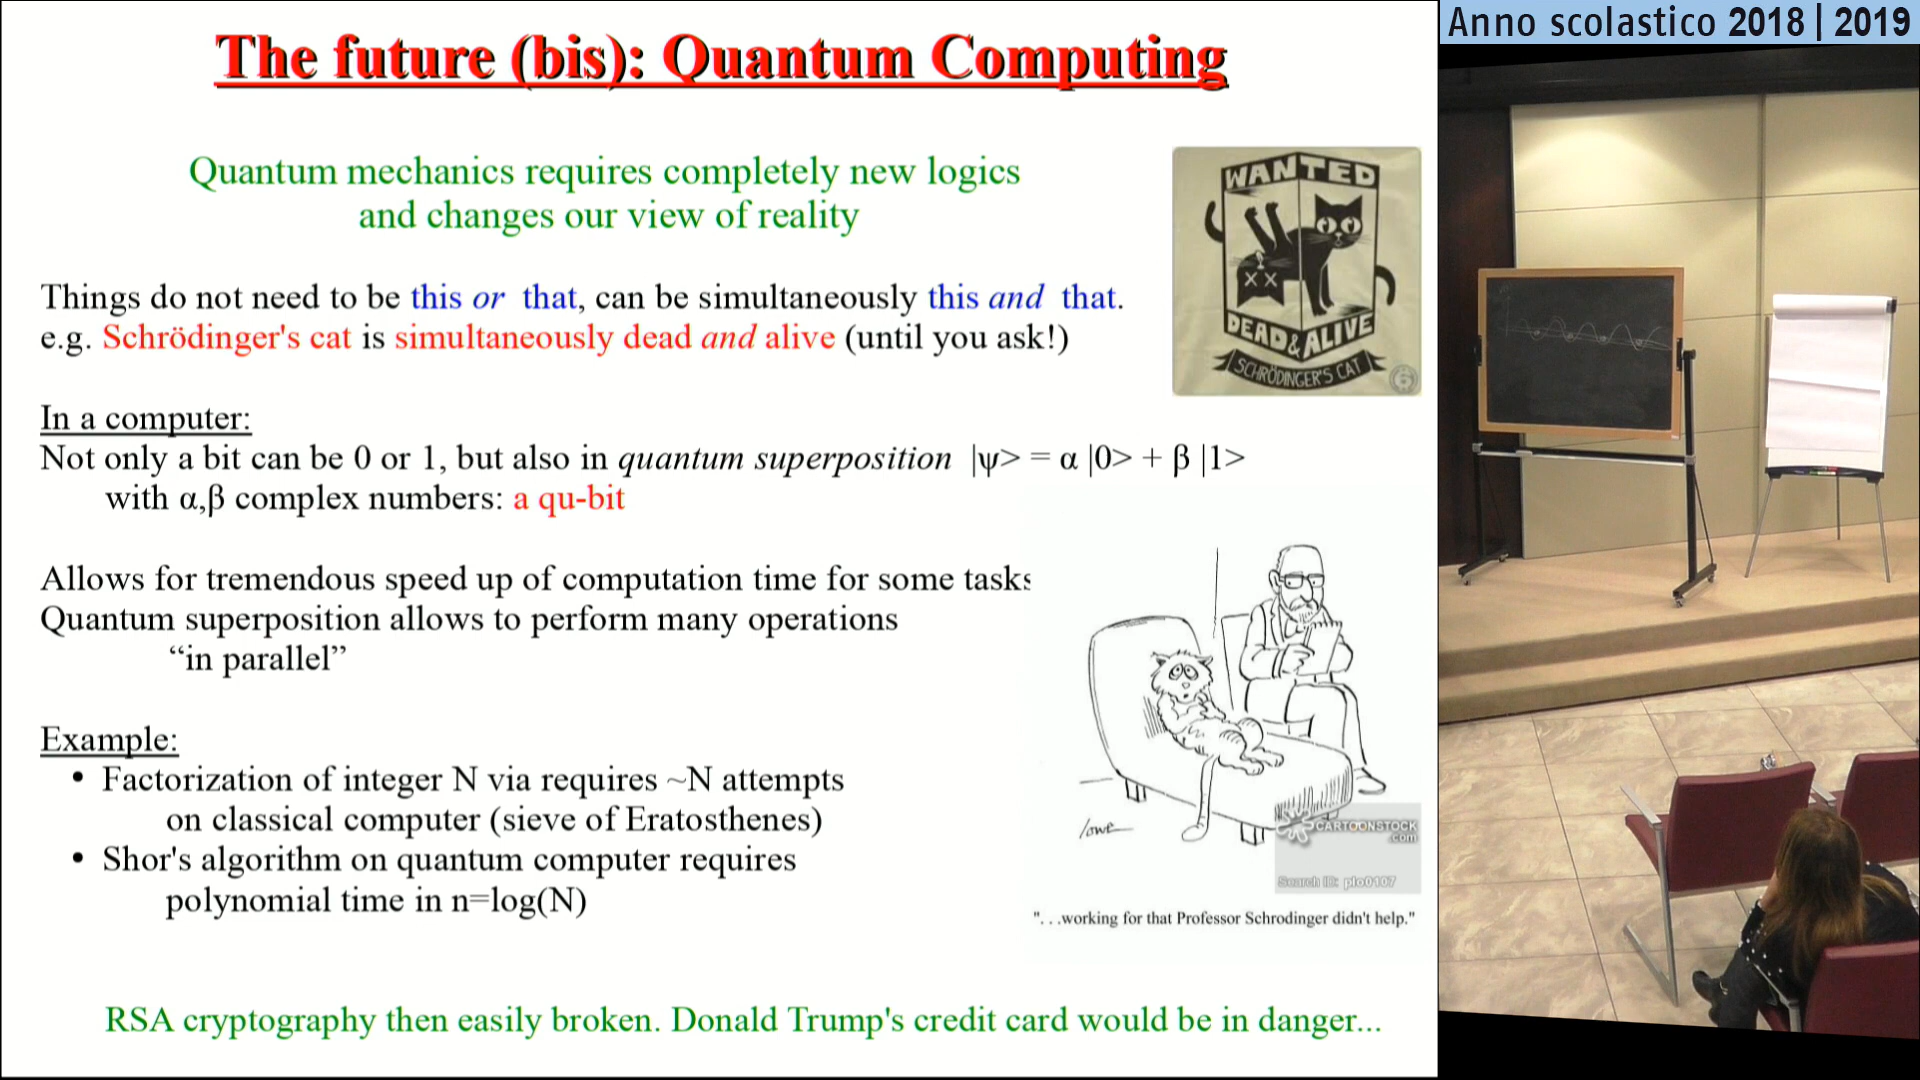 The future (bis): Quantum Computing
Anno scolastico 2018 | 2019
Quantum mechanics requires completely new logics
and changes our view of reality
WANTED
DEAD & ALIVE
SCHRÖDINGER'S CAT
Things do not need to be this or that, can be simultaneously this and that.
e.g. Schrödinger's cat is simultaneously dead and alive (until you ask!)
In a computer:
Not only a bit can be 0 or 1, but also in quantum superposition |ψ> = α |0> + β |1>
with α,β complex numbers: a qu-bit
Allows for tremendous speed up of computation time for some tasks
Quantum superposition allows to perform many operations
“in parallel”
Example:
• Factorization of integer N via requires ~N attempts
on classical computer (sieve of Eratosthenes)
• Shor's algorithm on quantum computer requires
polynomial time in n=log(N)
Lowe
CARTOONSTOCK
.com
Search ID: plo0107
"...working for that Professor Schrodinger didn't help."
RSA cryptography then easily broken. Donald Trump's credit card would be in danger...